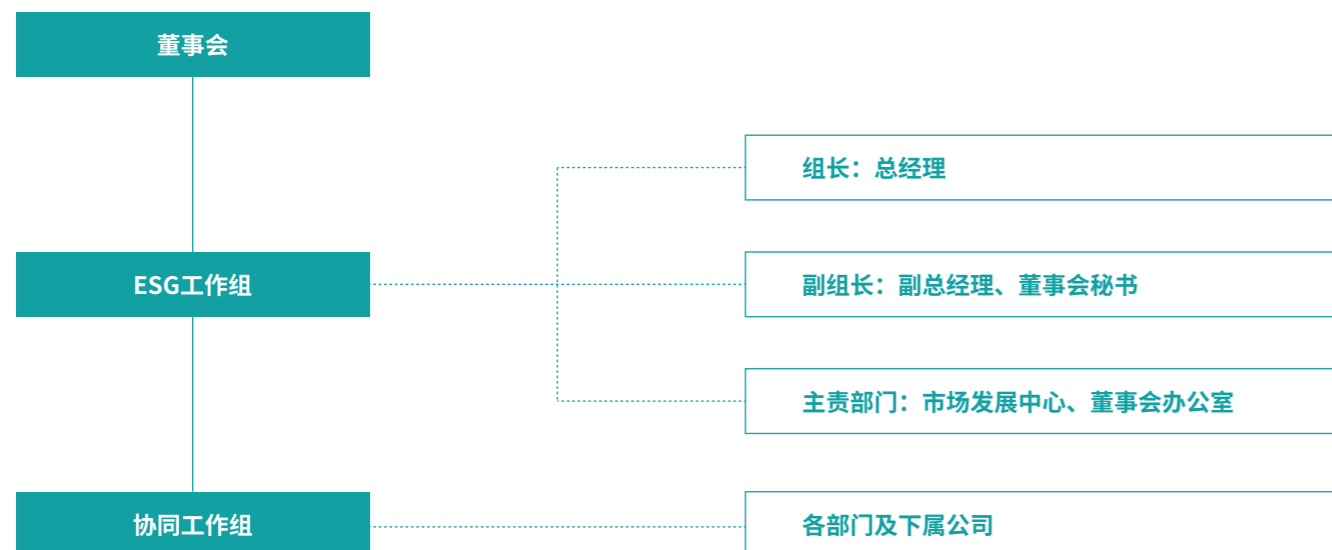 董事会
组长：总经理
ESG工作组
副组长：副总经理、董事会秘书
主责部门：市场发展中心、董事会办公室
协同工作组
各部门及下属公司